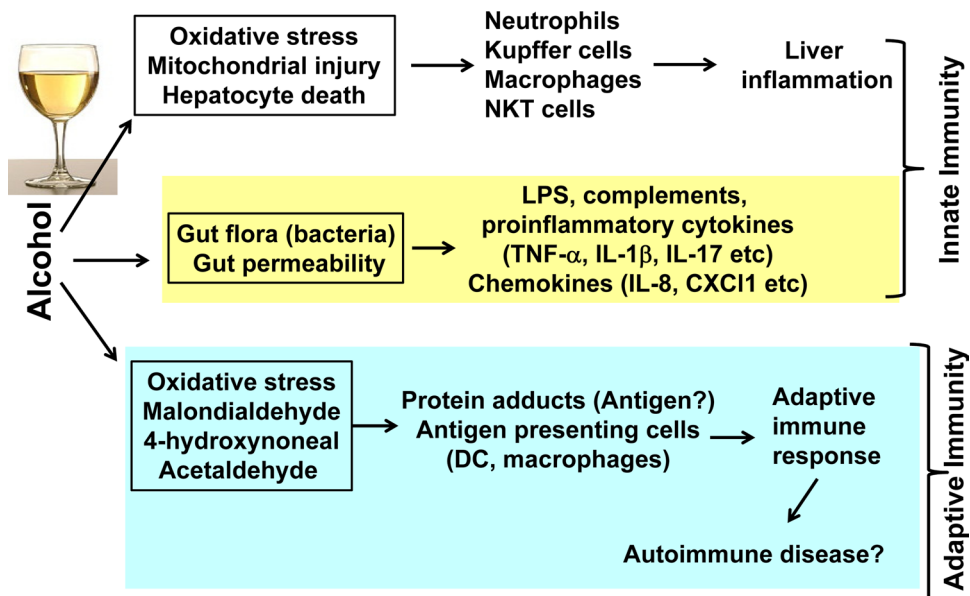 Alcohol
Oxidative stress
Mitochondrial injury
Hepatocyte death
Neutrophils
Kupffer cells
Macrophages
NKT cells
Liver
inflammation
Innate Immunity
Gut flora (bacteria)
Gut permeability
LPS, complements,
proinflammatory cytokines
(TNF-α, IL-1β, IL-17 etc)
Chemokines (IL-8, CXCl1 etc)
Oxidative stress
Malondialdehyde
4-hydroxynoneal
Acetaldehyde
Protein adducts (Antigen?)
Antigen presenting cells
(DC, macrophages)
Adaptive
immune
response
Autoimmune disease?
Adaptive Immunity